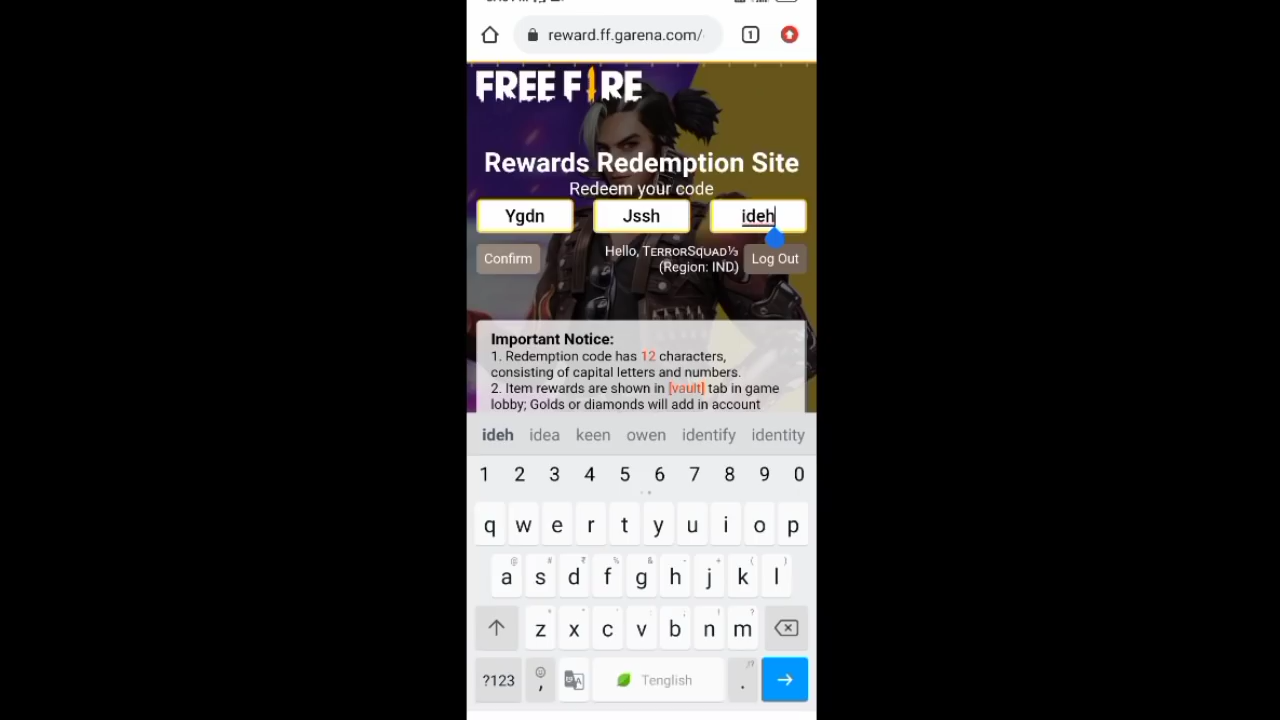 1
reward.ff.garena.com/
FREE FIRE
Rewards Redemption Site
Redeem your code
Ygdn Jssh ideh
Confirm Hello, TERRORSQUAD⅓ Log Out
(Region: IND)
Important Notice:
1. Redemption code has 12 characters,
consisting of capital letters and numbers.
2. Item rewards are shown in [vault] tab in game
lobby; Golds or diamonds will add in account
ideh idea keen owen identify identity
1 2 3 4 5 6 7 8 9 0
q w e r t y u i o p
@ # ₹ % & - + ( )
a s d f g h j k l
z x c v b n m
?123 , Tenglish .